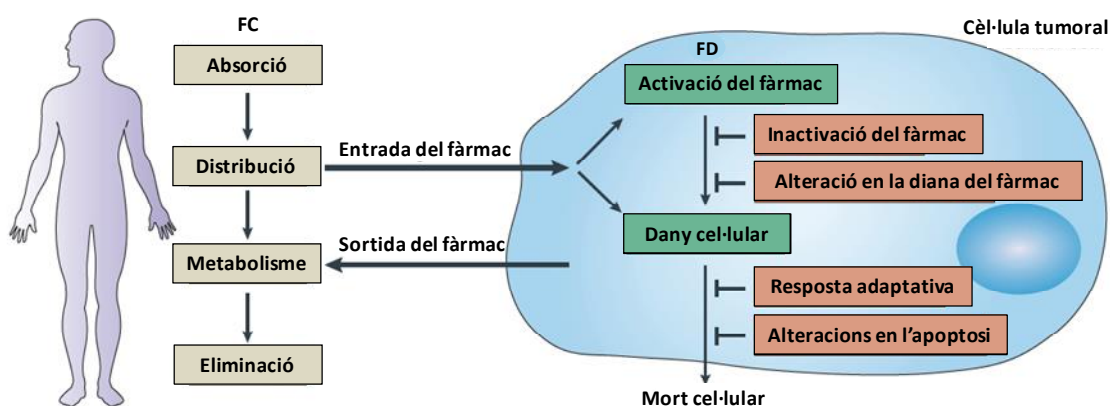 FC
Absorció
Distribució
Metabolisme
Eliminació
Entrada del fàrmac
Sortida del fàrmac
Cèl·lula tumoral
FD
Activació del fàrmac
Inactivació del fàrmac
Alteració en la diana del fàrmac
Dany cel·lular
Resposta adaptativa
Alteracions en l’apoptosi
Mort cel·lular